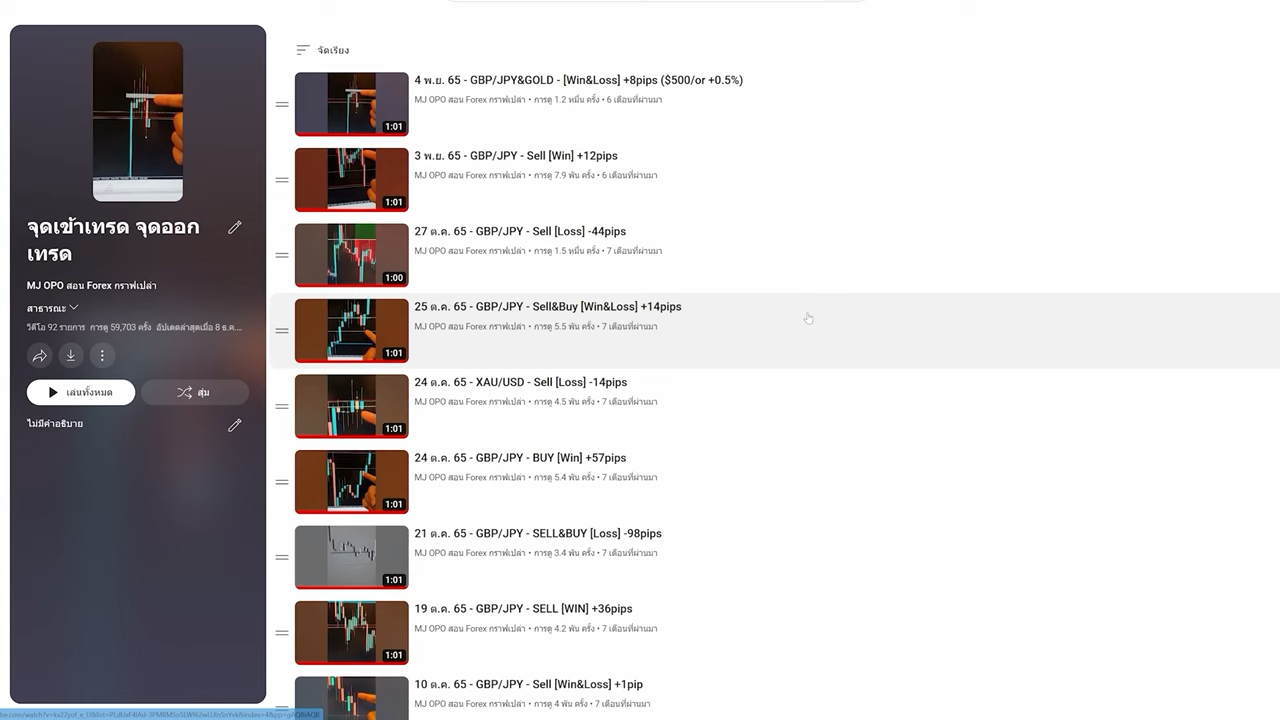 จุดเข้าเทรด จุดออก
เทรด
MJ OPO สอน Forex กราฟเปล่า
สาธารณะ
วิดีโอ 92 รายการ การดู 59,703 ครั้ง อัปเดตล่าสุดเมื่อ 8 ธ.ค....
เล่นทั้งหมด
สุ่ม
ไม่มีคำอธิบาย
จัดเรียง
4 พ.ย. 65 - GBP/JPY&GOLD - [Win&Loss] +8pips ($500/or +0.5%)
MJ OPO สอน Forex กราฟเปล่า • การดู 1.2 หมื่น ครั้ง • 6 เดือนที่ผ่านมา
1:01
3 พ.ย. 65 - GBP/JPY - Sell [Win] +12pips
MJ OPO สอน Forex กราฟเปล่า • การดู 7.9 พัน ครั้ง • 6 เดือนที่ผ่านมา
1:01
27 ต.ค. 65 - GBP/JPY - Sell [Loss] -44pips
MJ OPO สอน Forex กราฟเปล่า • การดู 1.5 หมื่น ครั้ง • 7 เดือนที่ผ่านมา
1:00
25 ต.ค. 65 - GBP/JPY - Sell&Buy [Win&Loss] +14pips
MJ OPO สอน Forex กราฟเปล่า • การดู 5.5 พัน ครั้ง • 7 เดือนที่ผ่านมา
1:01
24 ต.ค. 65 - XAU/USD - Sell [Loss] -14pips
MJ OPO สอน Forex กราฟเปล่า • การดู 4.5 พัน ครั้ง • 7 เดือนที่ผ่านมา
1:01
24 ต.ค. 65 - GBP/JPY - BUY [Win] +57pips
MJ OPO สอน Forex กราฟเปล่า • การดู 5.4 พัน ครั้ง • 7 เดือนที่ผ่านมา
1:01
21 ต.ค. 65 - GBP/JPY - SELL&BUY [Loss] -98pips
MJ OPO สอน Forex กราฟเปล่า • การดู 3.4 พัน ครั้ง • 7 เดือนที่ผ่านมา
1:01
19 ต.ค. 65 - GBP/JPY - SELL [WIN] +36pips
MJ OPO สอน Forex กราฟเปล่า • การดู 4.2 พัน ครั้ง • 7 เดือนที่ผ่านมา
1:01
10 ต.ค. 65 - GBP/JPY - Sell [Win&Loss] +1pip
MJ OPO สอน Forex กราฟเปล่า • การดู 4 พัน ครั้ง • 7 เดือนที่ผ่านมา